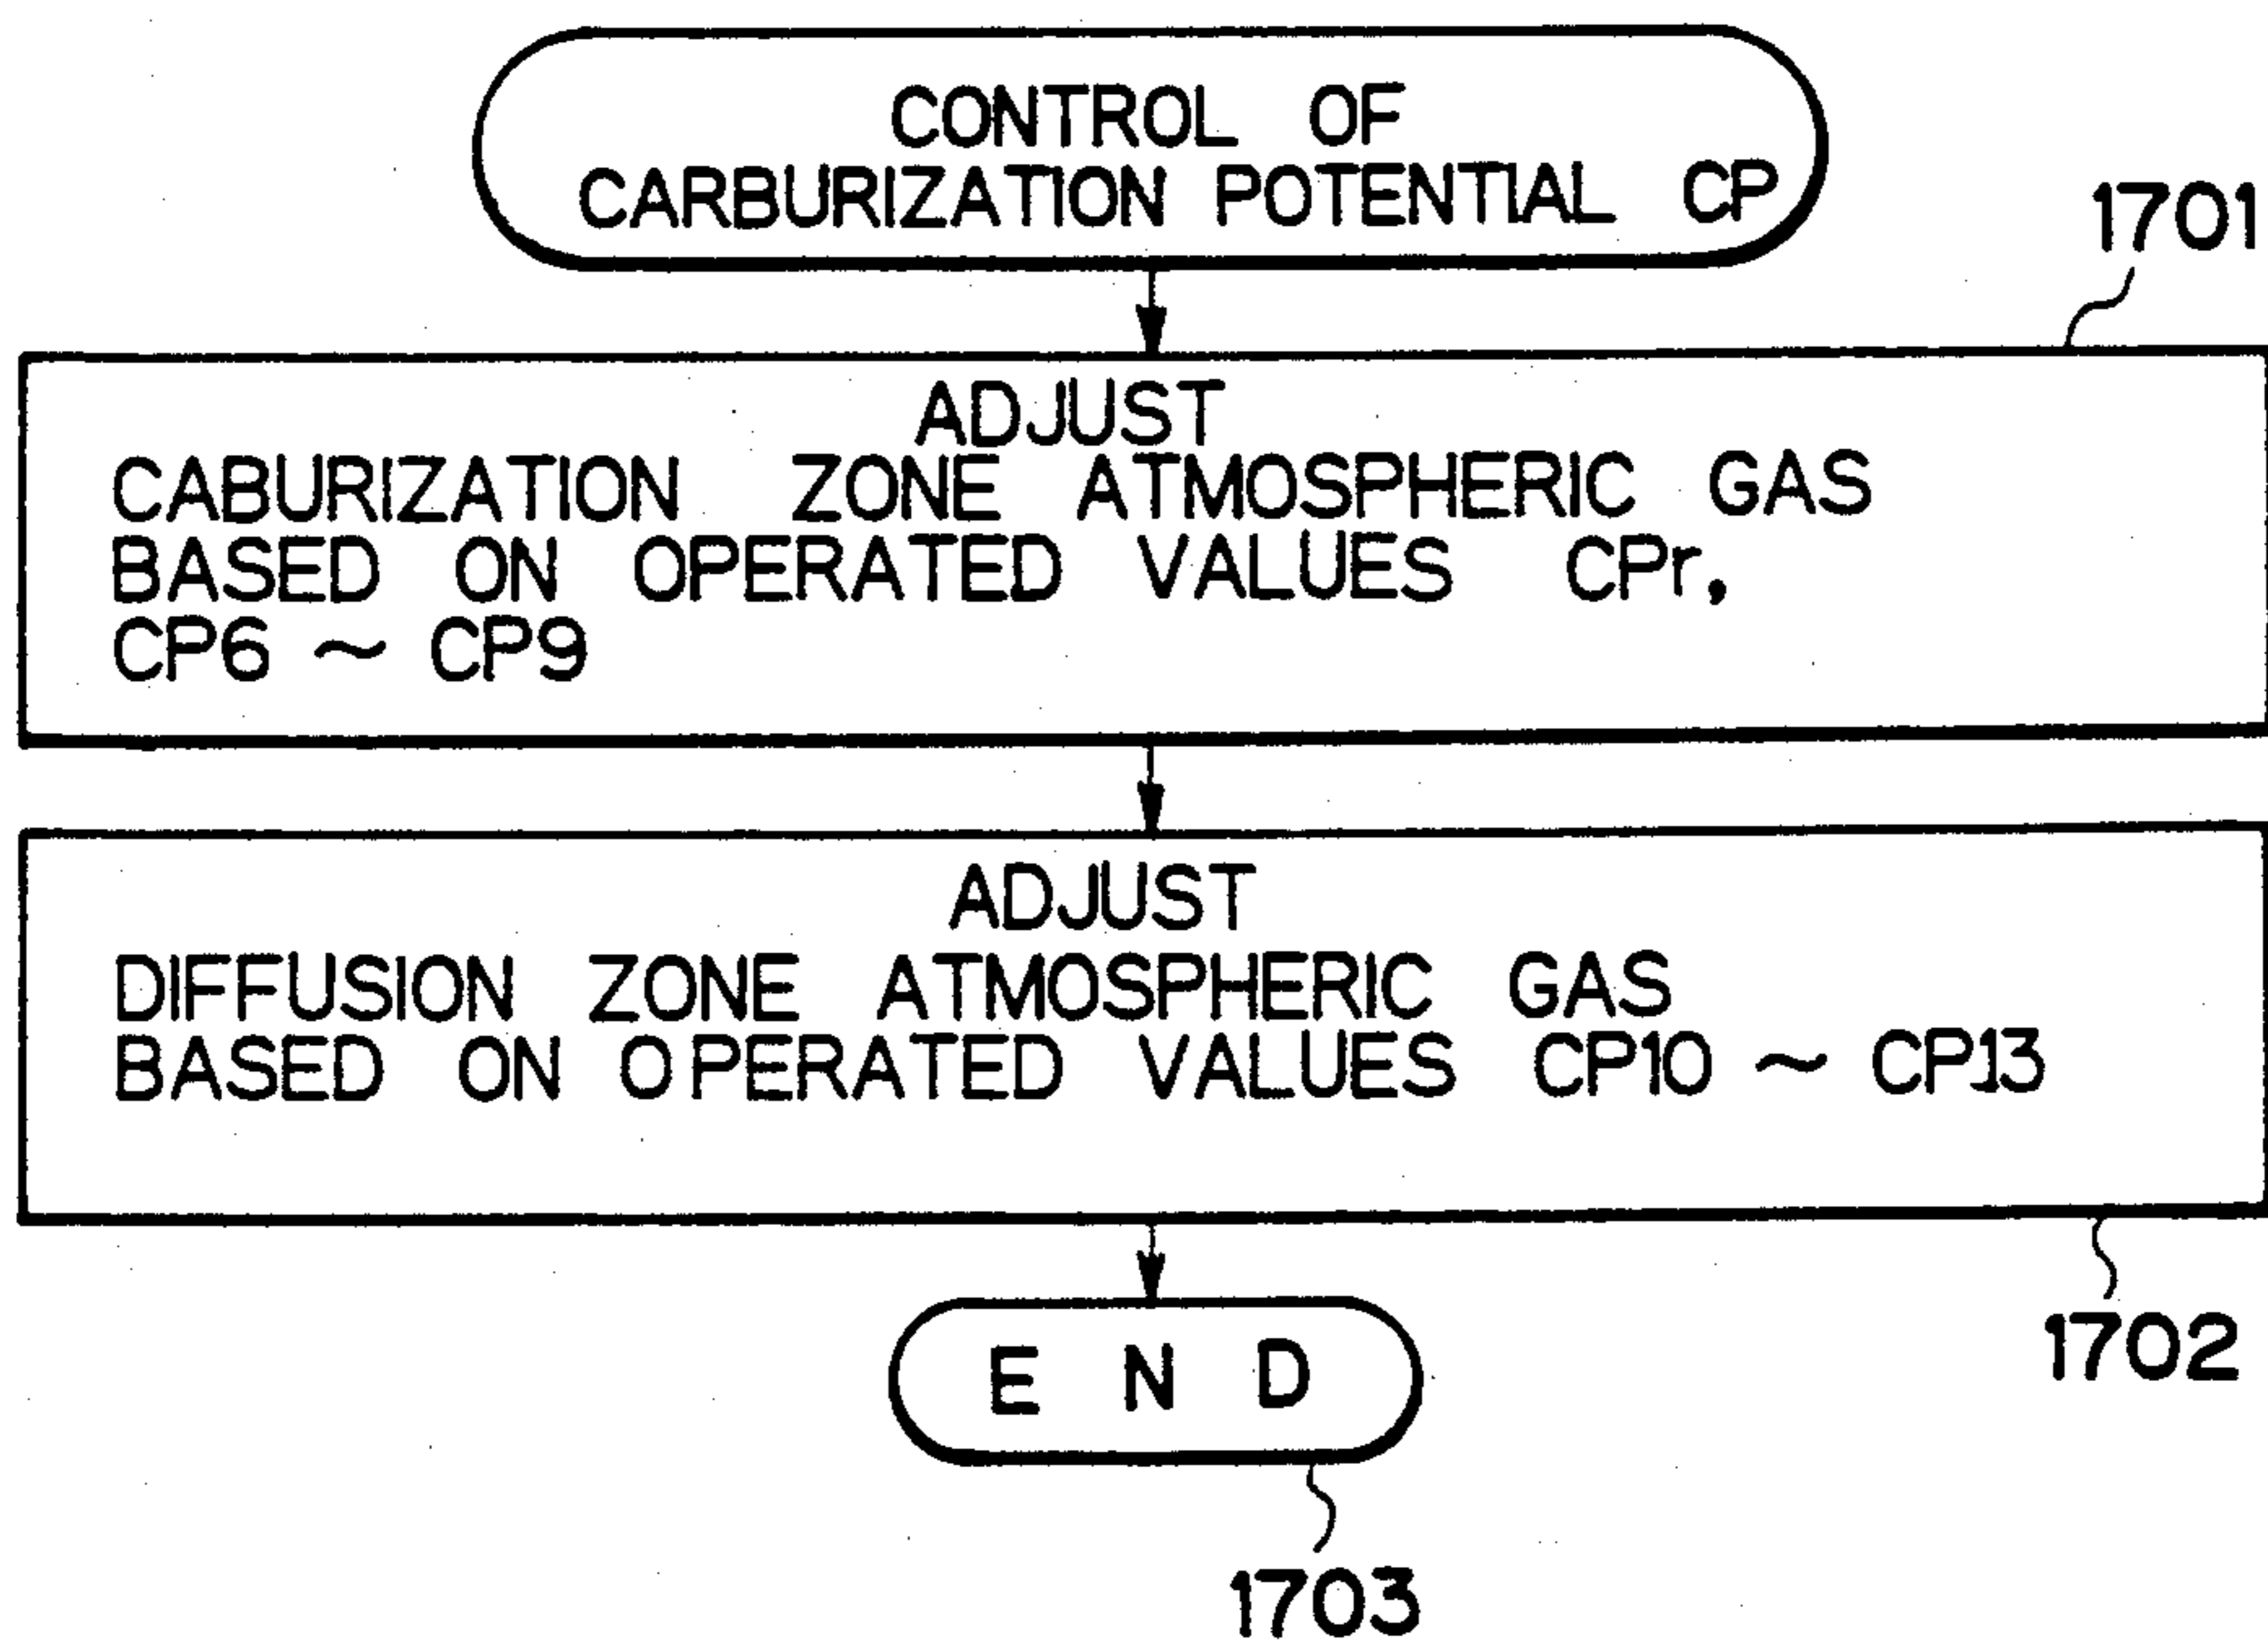 CONTROL OF
CARBURIZATION POTENTIAL CP
1701
ADJUST
CABURIZATION ZONE ATMOSPHERIC GAS
BASED ON OPERATED VALUES CPr,
CP6 ~ CP9
ADJUST
DIFFUSION ZONE ATMOSPHERIC GAS
BASED ON OPERATED VALUES CP10 ~ CP13
1702
END
1703